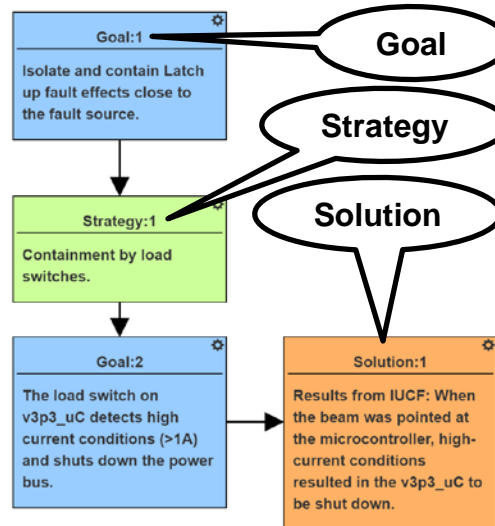 Goal:1
Isolate and contain Latch
up fault effects close to
the fault source.
Goal
Strategy
Strategy:1
Containment by load
switches.
Solution
Goal:2
The load switch on
v3p3_uC detects high
current conditions (>1A)
and shuts down the power
bus.
Solution:1
Results from IUCF: When
the beam was pointed at
the microcontroller, high-
current conditions
resulted in the v3p3_uC to
be shut down.